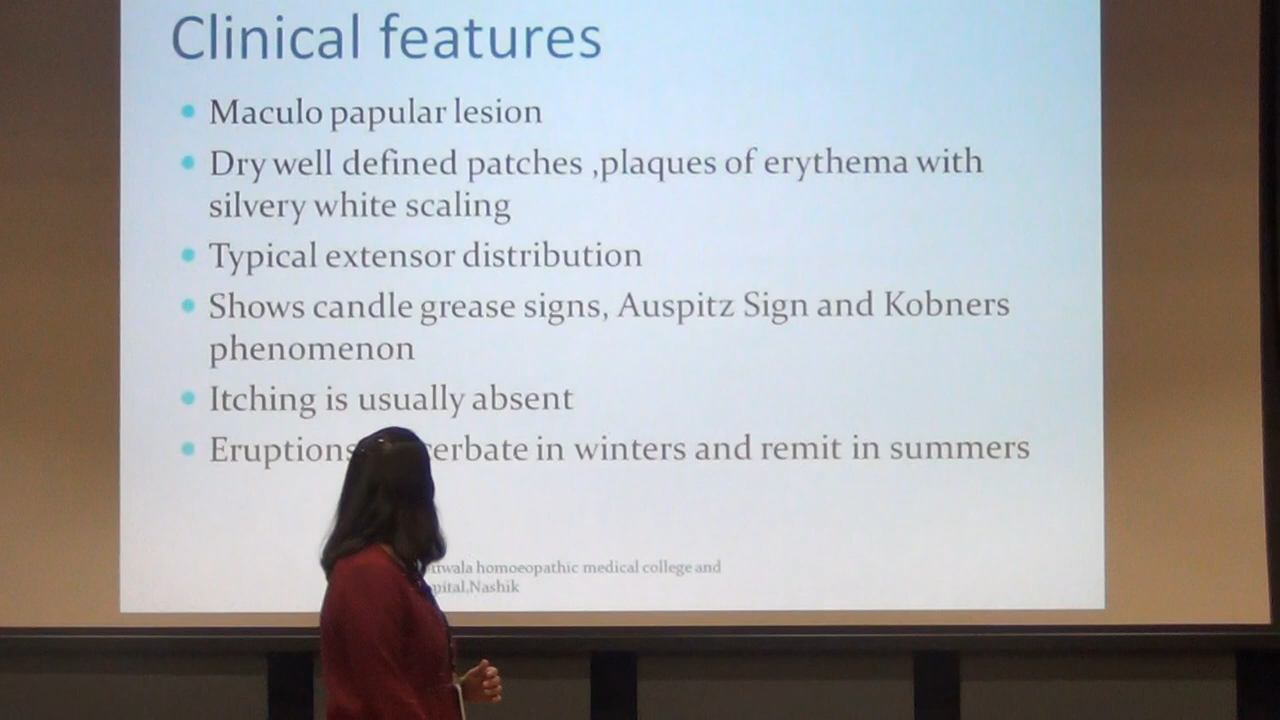 Clinical features
Maculo papular lesion
Dry well defined patches ,plaques of erythema with
silvery white scaling
Typical extensor distribution
Shows candle grease signs, Auspitz Sign and Kobners
phenomenon
Itching is usually absent
Eruptions in winters and remit in summers
homoeopathic medical college and
Nashik